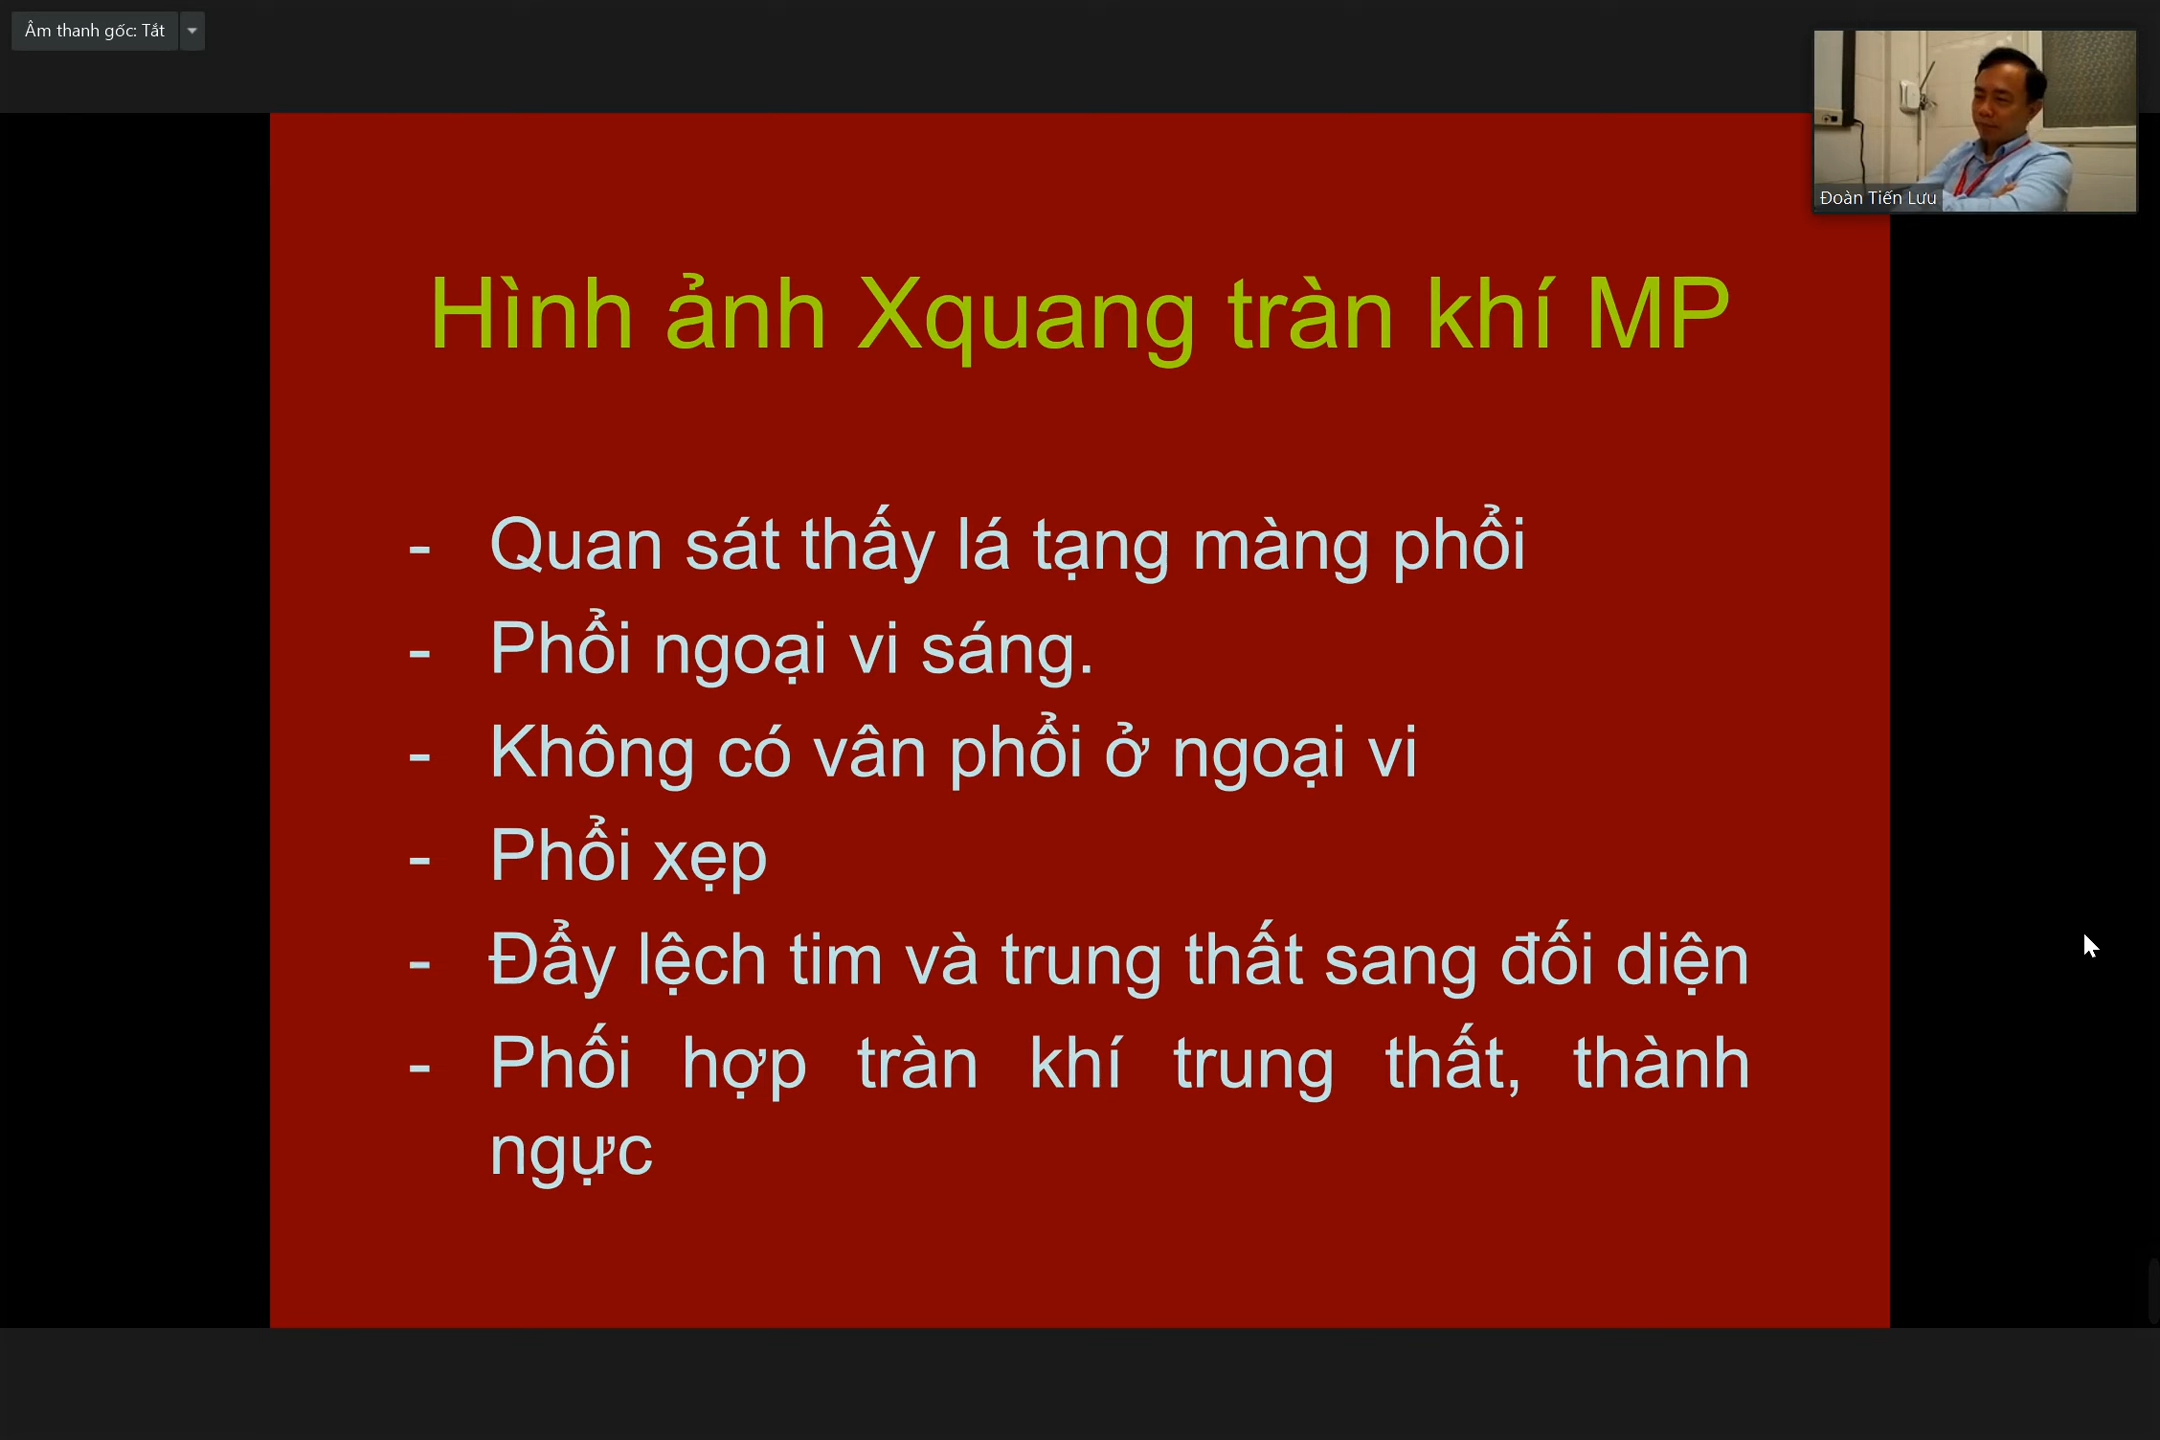 Âm thanh gốc: Tắt
Đoàn Tiến Lưu
Hình ảnh Xquang tràn khí MP
- Quan sát thấy lá tạng màng phổi
- Phổi ngoại vi sáng.
- Không có vân phổi ở ngoại vi
- Phổi xẹp
- Đẩy lệch tim và trung thất sang đối diện
- Phối hợp tràn khí trung thất, thành
ngực